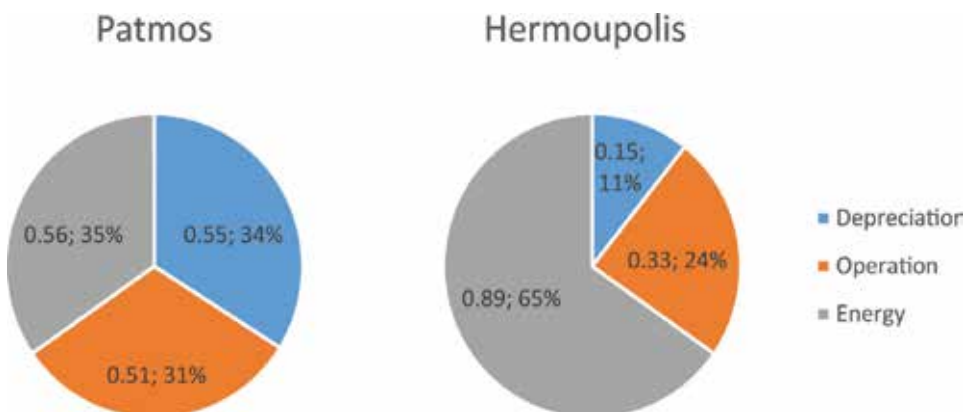 Patmos
0.56; 35%
0.55; 34%
0.51; 31%
Hermoupolis
0.15;
11%
0.33; 24%
0.89; 65%
Depreciation
Operation
Energy